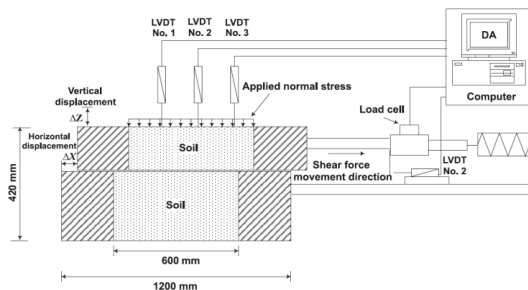 LVDT No. 1
LVDT No. 2
LVDT No. 3
DA
Computer
Vertical displacement
ΔZ
Applied normal stress
Load cell
Horizontal displacement
ΔX
Soil
Shear force movement direction
LVDT No. 2
420 mm
Soil
600 mm
1200 mm